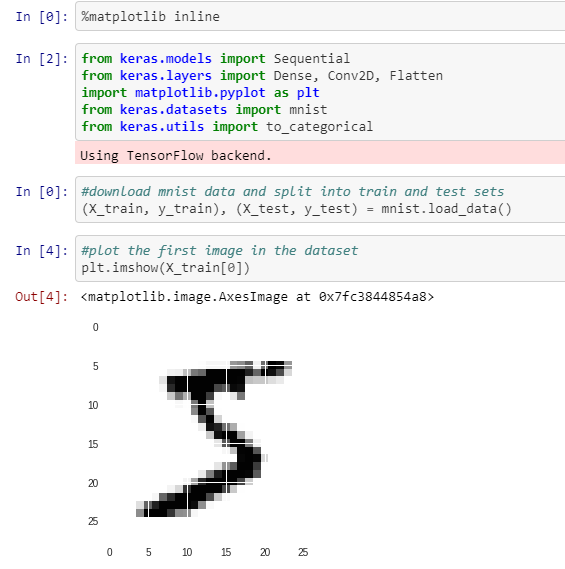 In [0]: %matplotlib inline
In [2]: from keras.models import Sequential
from keras.layers import Dense, Conv2D, Flatten
import matplotlib.pyplot as plt
from keras.datasets import mnist
from keras.utils import to_categorical
Using TensorFlow backend.
In [0]: #download mnist data and split into train and test sets
(X_train, y_train), (X_test, y_test) = mnist.load_data()
In [4]: #plot the first image in the dataset
plt.imshow(X_train[0])
Out[4]: <matplotlib.image.AxesImage at 0x7fc3844854a8>
0
5
10
15
20
25
0 5 10 15 20 25